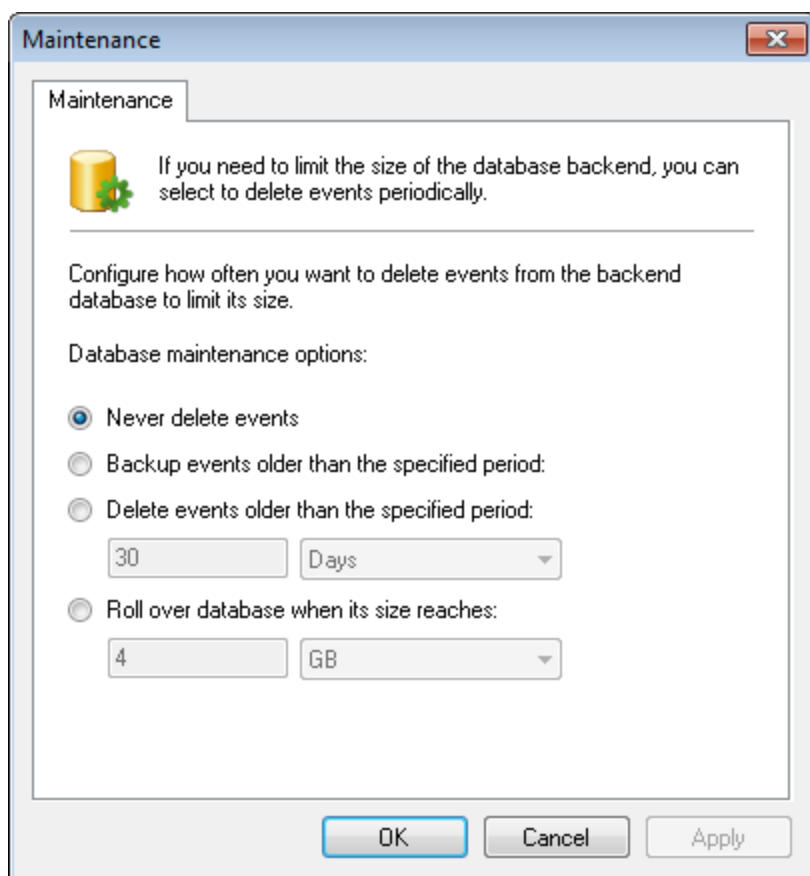 Maintenance
Maintenance
If you need to limit the size of the database backend, you can
select to delete events periodically.
Configure how often you want to delete events from the backend
database to limit its size.
Database maintenance options:
Never delete events
Backup events older than the specified period:
Delete events older than the specified period:
30 Days
Roll over database when its size reaches:
4 GB
OK Cancel Apply